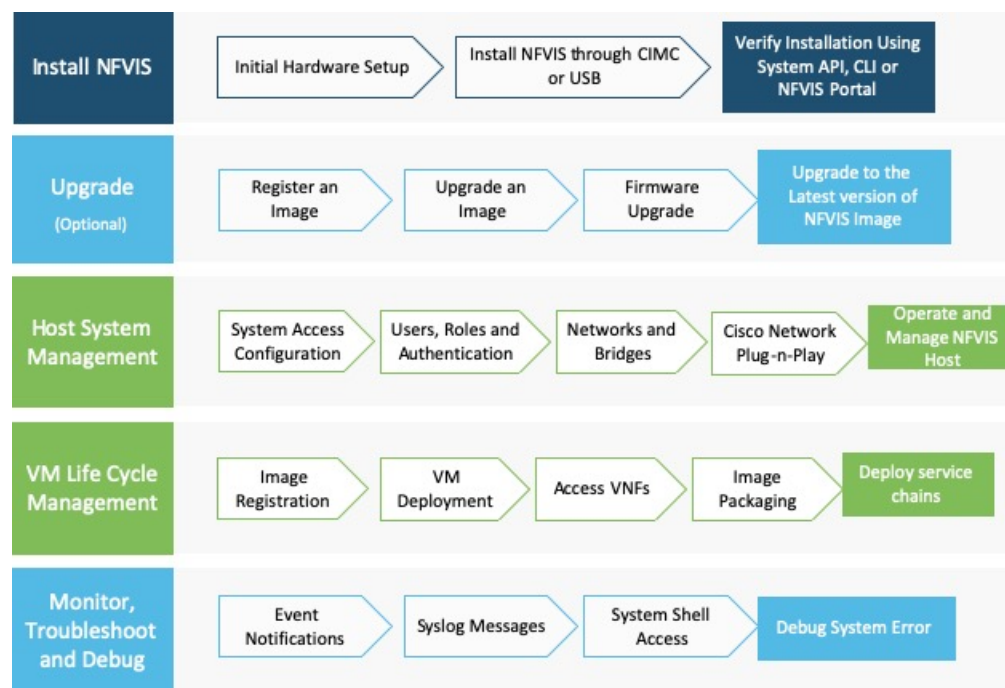 Install NFVIS
Initial Hardware Setup
Install NFVIS through CIMC
or USB
Verify Installation Using
System API, CLI or
NFVIS Portal
Upgrade
(Optional)
Register an
Image
Upgrade an
Image
Firmware
Upgrade
Upgrade to the
Latest version of
NFVIS Image
Host System
Management
System Access
Configuration
Users, Roles and
Authentication
Networks and
Bridges
Cisco Network
Plug-n-Play
Operate and
Manage NFVIS
Host
VM Life Cycle
Management
Image
Registration
VM
Deployment
Access VNFs
Image
Packaging
Deploy service
chains
Monitor,
Troubleshoot
and Debug
Event
Notifications
Syslog Messages
System Shell
Access
Debug System Error